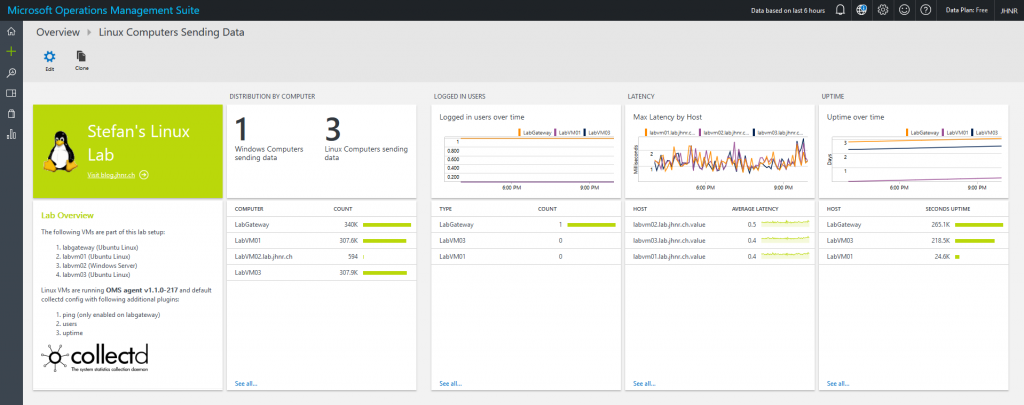 Microsoft Operations Management Suite
Data based on last 6 hours
Data Plan: Free
JHNR
Overview
Linux Computers Sending Data
Edit
Clone
Stefan's Linux
Lab
Visit blog.jhnr.ch
Lab Overview
The following VMs are part of this lab setup:
1. labgateway (Ubuntu Linux)
2. labvm01 (Ubuntu Linux)
3. labvm02 (Windows Server)
4. labvm03 (Ubuntu Linux)
Linux VMs are running OMS agent v1.1.0-217 and default
collectd config with following additional plugins:
1. ping (only enabled on labgateway)
2. users
3. uptime
collectd
The system statistics collection daemon
DISTRIBUTION BY COMPUTER
1
Windows Computers
sending data
3
Linux Computers sending
data
COMPUTER COUNT
LabGateway 340K
LabVM01 307.6K
LabVM02.lab.jhnr.ch 594
LabVM03 307.9K
See all...
LOGGED IN USERS
Logged in users over time
LabGateway LabVM01 LabVM03
1
0.800
0.600
0.400
0.200
6:00 PM 9:00 PM
TYPE COUNT
LabGateway 1
LabVM03 0
LabVM01 0
See all...
LATENCY
Max Latency by Host
labvm01.lab.jhnr.c... labvm02.lab.jhnr.c... labvm03.lab.jhnr.c...
Milliseconds
2
1
6:00 PM 9:00 PM
HOST AVERAGE LATENCY
labvm02.lab.jhnr.ch.value 0.5
labvm03.lab.jhnr.ch.value 0.4
labvm01.lab.jhnr.ch.value 0.4
See all...
UPTIME
Uptime over time
LabGateway LabVM01 LabVM03
Days
3
2
1
6:00 PM 9:00 PM
HOST SECONDS UPTIME
LabGateway 265.1K
LabVM03 218.5K
LabVM01 24.6K
See all...